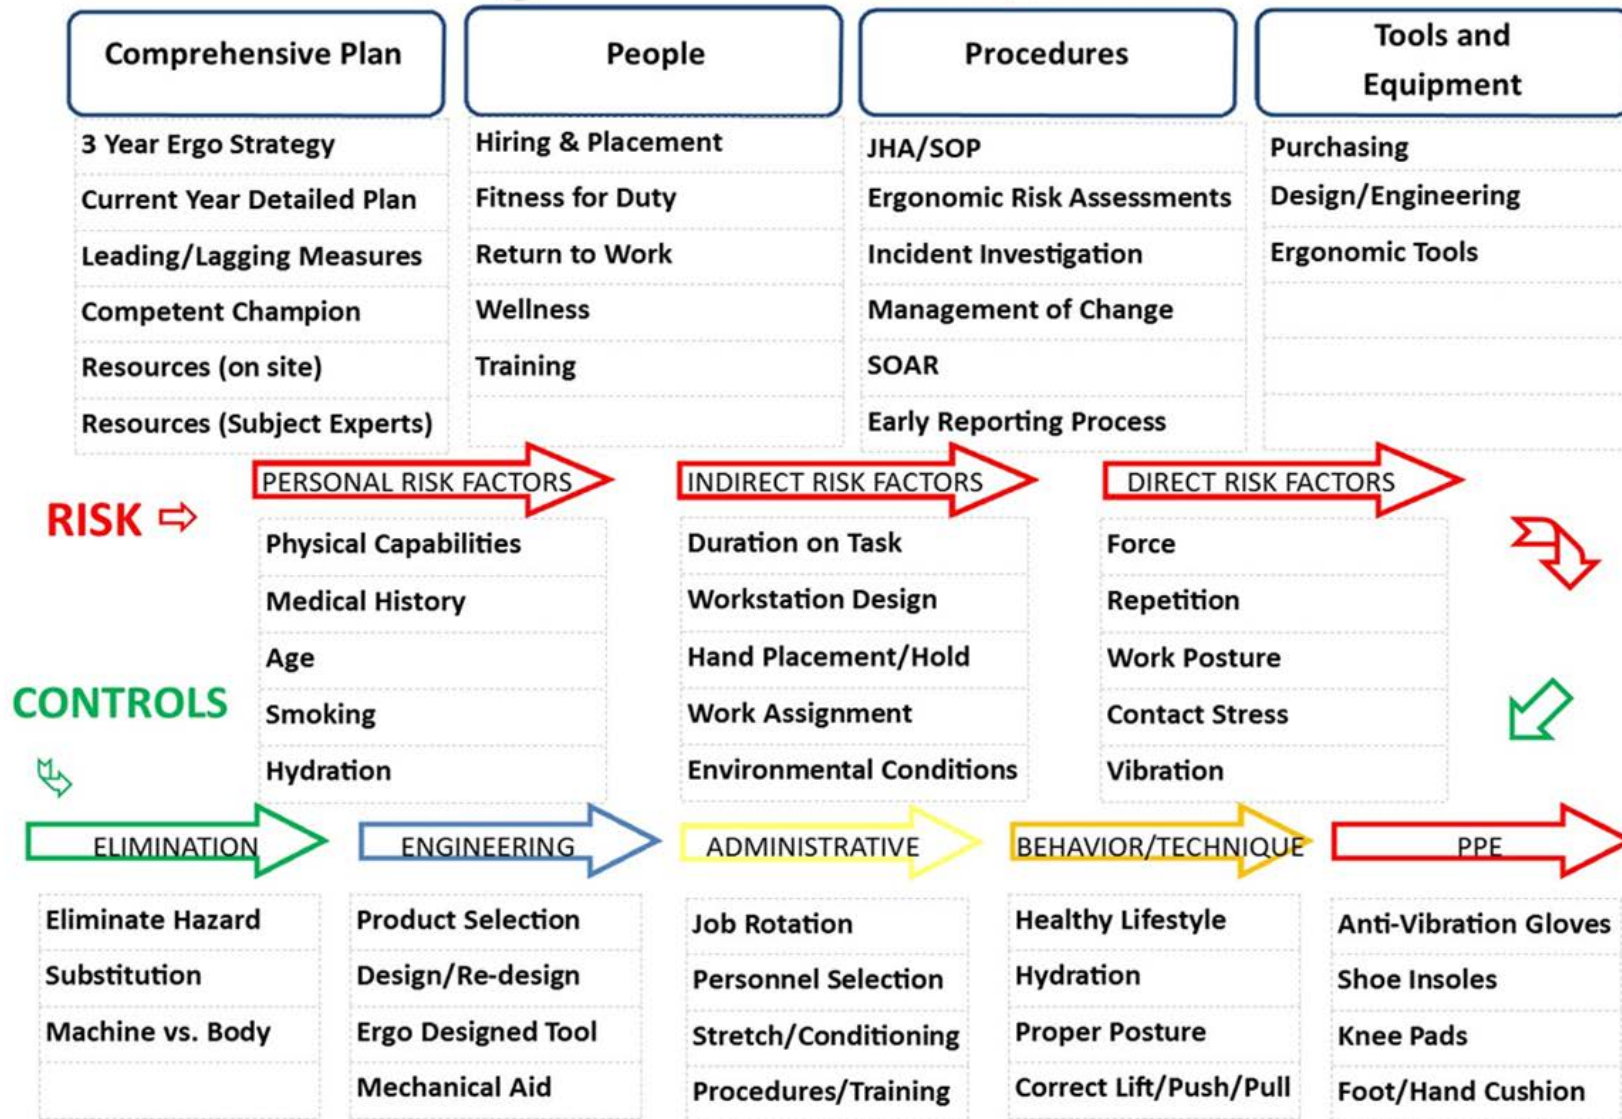 Comprehensive Plan
3 Year Ergo Strategy
Current Year Detailed Plan
Leading/Lagging Measures
Competent Champion
Resources (on site)
Resources (Subject Experts)
People
Hiring & Placement
Fitness for Duty
Return to Work
Wellness
Training
Procedures
JHA/SOP
Ergonomic Risk Assessments
Incident Investigation
Management of Change
SOAR
Early Reporting Process
Tools and
Equipment
Purchasing
Design/Engineering
Ergonomic Tools
RISK
PERSONAL RISK FACTORS
Physical Capabilities
Medical History
Age
Smoking
Hydration
INDIRECT RISK FACTORS
Duration on Task
Workstation Design
Hand Placement/Hold
Work Assignment
Environmental Conditions
DIRECT RISK FACTORS
Force
Repetition
Work Posture
Contact Stress
Vibration
CONTROLS
ELIMINATION
Eliminate Hazard
Substitution
Machine vs. Body
ENGINEERING
Product Selection
Design/Re-design
Ergo Designed Tool
Mechanical Aid
ADMINISTRATIVE
Job Rotation
Personnel Selection
Stretch/Conditioning
Procedures/Training
BEHAVIOR/TECHNIQUE
Healthy Lifestyle
Hydration
Proper Posture
Correct Lift/Push/Pull
PPE
Anti-Vibration Gloves
Shoe Insoles
Knee Pads
Foot/Hand Cushion